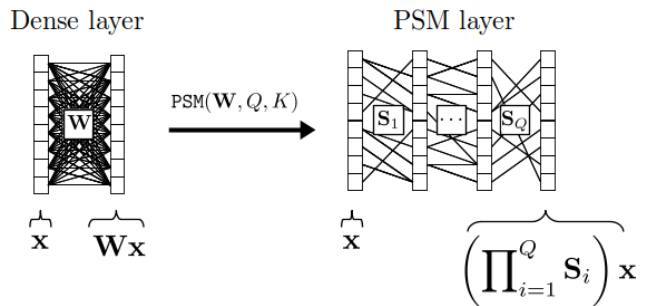 Dense layer
PSM layer
PSM(W, Q, K)
W
S₁
...
S_Q
x
Wx
x
(∏_{i=1}^{Q} S_i) x